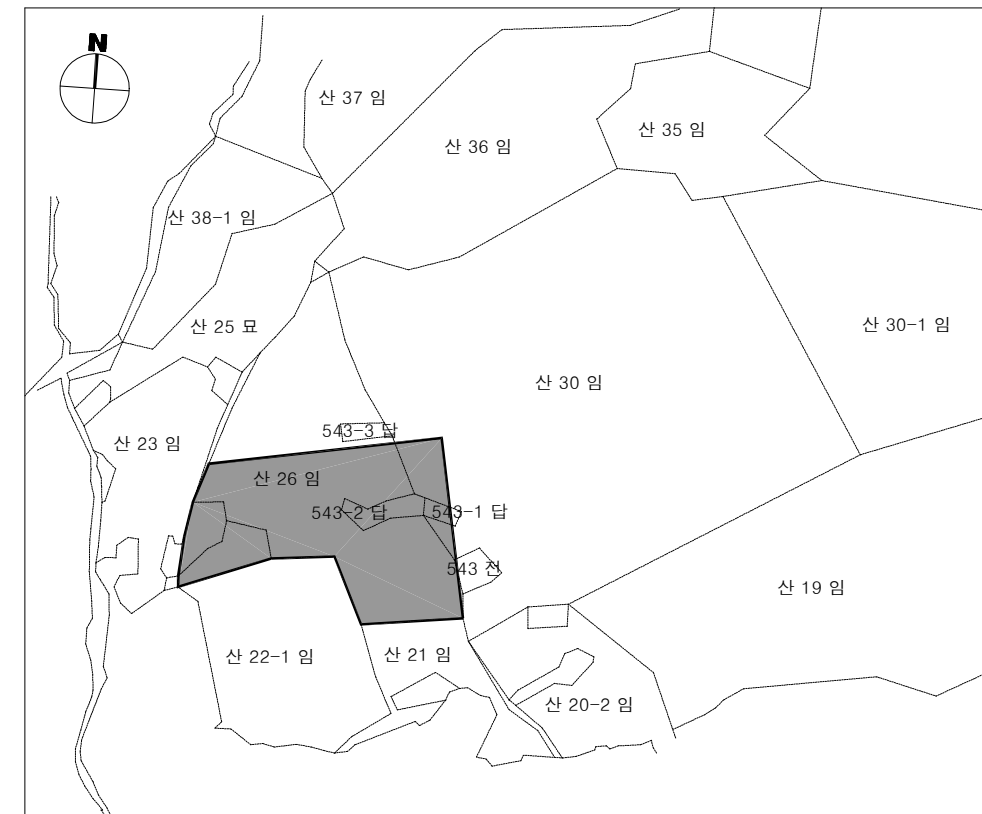 N
산 37 임
산 35 임
산 36 임
산 38-1 임
산 25 묘
산 30-1 임
산 30 임
543-3 답
산 23 임
산 26 임
543-2 답
543-1 답
543 전
산 19 임
산 22-1 임
산 21 임
산 20-2 임